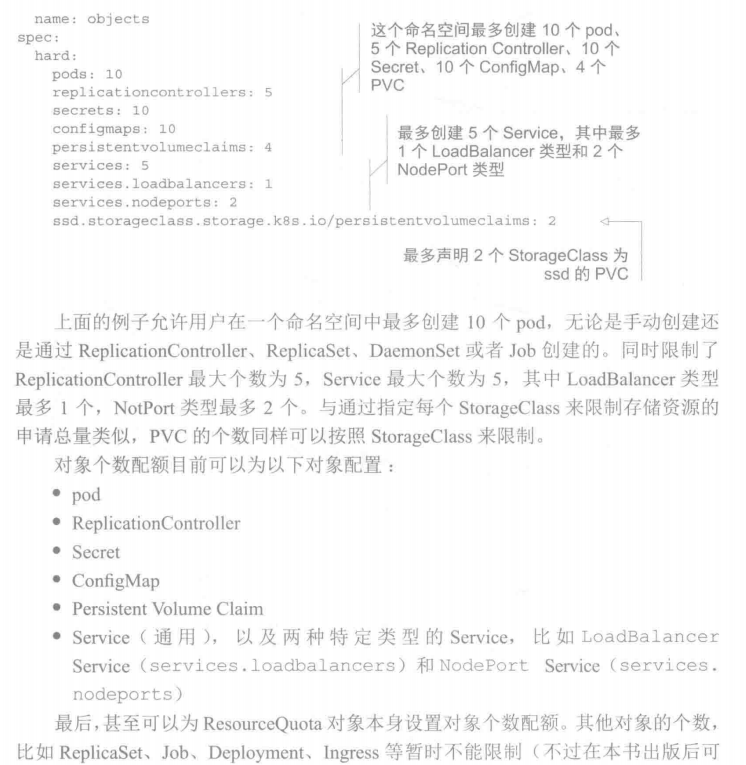 name: objects
spec:
hard:
pods: 10
replicationcontrollers: 5
secrets: 10
configmaps: 10
persistentvolumeclaims: 4
services: 5
services.loadbalancers: 1
services.nodeports: 2
ssd.storageclass.storage.k8s.io/persistentvolumeclaims: 2
这个命名空间最多创建 10 个 pod、
5 个 Replication Controller、10 个
Secret、10 个 ConfigMap、4 个
PVC
最多创建 5 个 Service，其中最多
1 个 LoadBalancer 类型和 2 个
NodePort 类型
最多声明 2 个 StorageClass 为
ssd 的 PVC
上面的例子允许用户在一个命名空间中最多创建 10 个 pod，无论是手动创建还
是通过 ReplicationController、ReplicaSet、DaemonSet 或者 Job 创建的。同时限制了
ReplicationController 最大个数为 5，Service 最大个数为 5，其中 LoadBalancer 类型
最多 1 个，NotPort 类型最多 2 个。与通过指定每个 StorageClass 来限制存储资源的
申请总量类似，PVC 的个数同样可以按照 StorageClass 来限制。
对象个数配额目前可以为以下对象配置：
• pod
• ReplicationController
• Secret
• ConfigMap
• Persistent Volume Claim
• Service（通用），以及两种特定类型的 Service，比如 LoadBalancer
Service（services.loadbalancers）和 NodePort Service（services.
nodeports）
最后，甚至可以为 ResourceQuota 对象本身设置对象个数配额。其他对象的个数，
比如 ReplicaSet、Job、Deployment、Ingress 等暂时不能限制（不过在本书出版后可